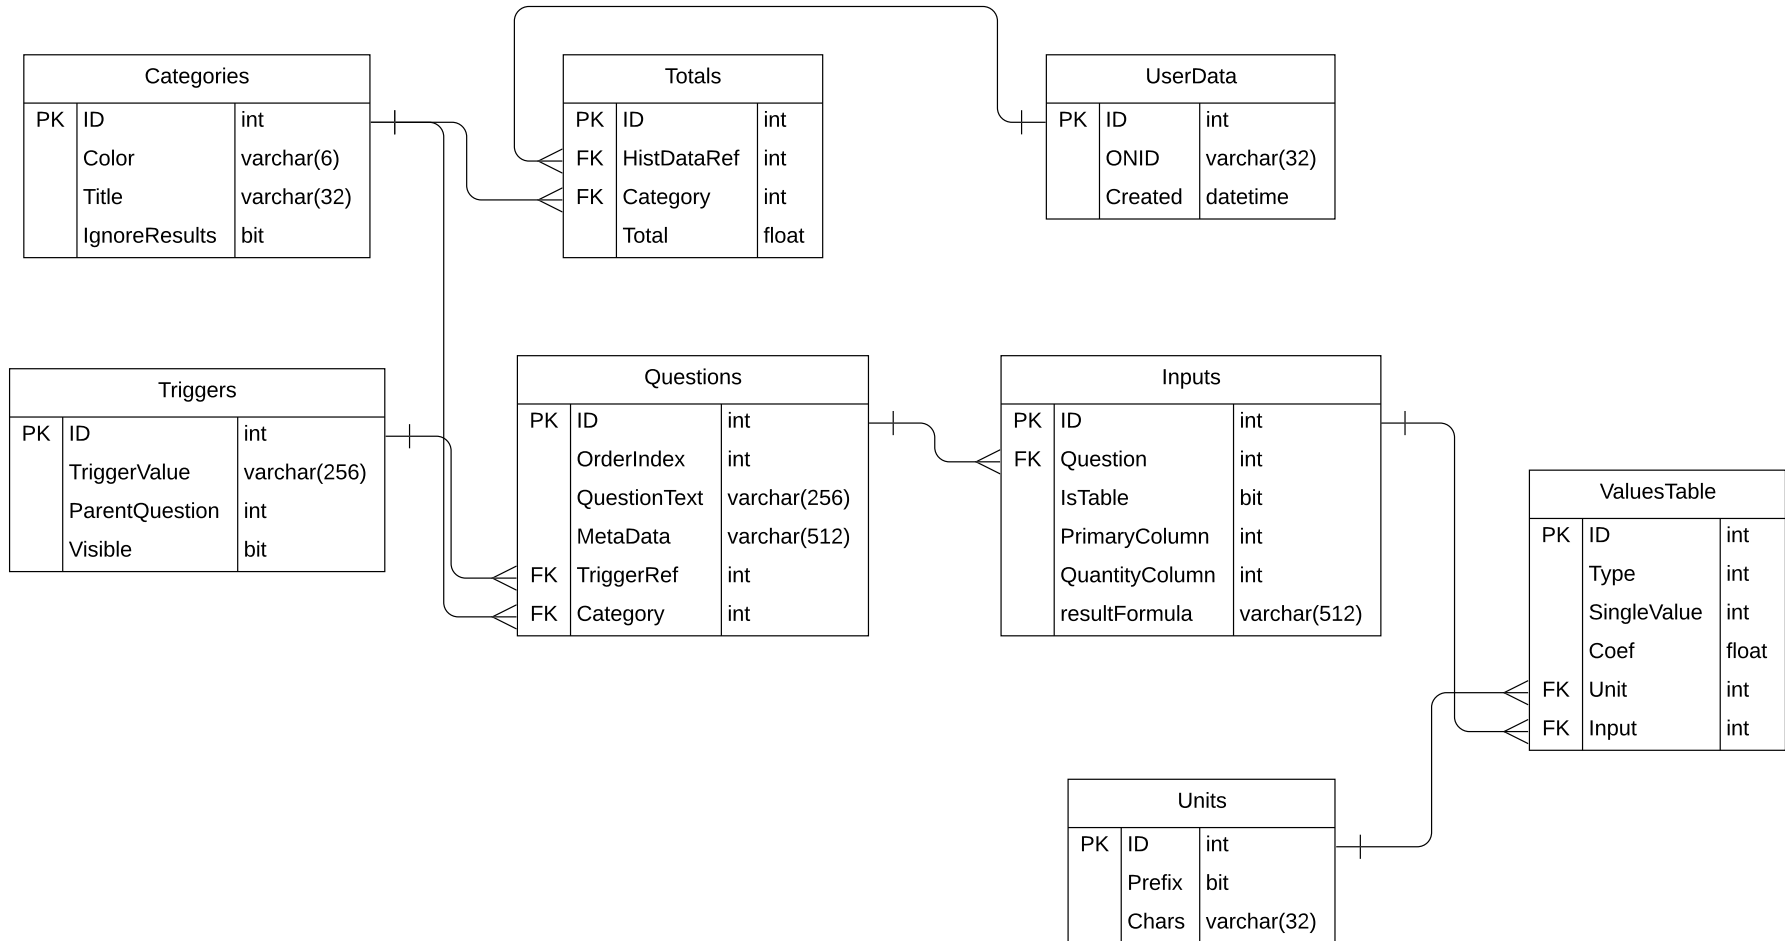 Categories
PK ID int
Color varchar(6)
Title varchar(32)
IgnoreResults bit
Totals
PK ID int
FK HistDataRef int
FK Category int
Total float
UserData
PK ID int
ONID varchar(32)
Created datetime
Triggers
PK ID int
TriggerValue varchar(256)
ParentQuestion int
Visible bit
Questions
PK ID int
OrderIndex int
QuestionText varchar(256)
MetaData varchar(512)
FK TriggerRef int
FK Category int
Inputs
PK ID int
FK Question int
IsTable bit
PrimaryColumn int
QuantityColumn int
resultFormula varchar(512)
ValuesTable
PK ID int
Type int
SingleValue int
Coef float
FK Unit int
FK Input int
Units
PK ID int
Prefix bit
Chars varchar(32)